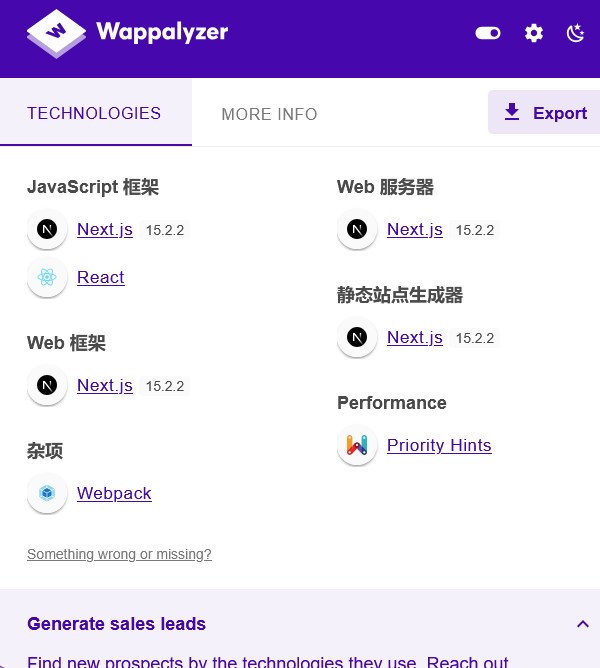 Wappalyzer
TECHNOLOGIES
MORE INFO
Export
JavaScript 框架
Next.js 15.2.2
React
Web 框架
Next.js 15.2.2
杂项
Webpack
Web 服务器
Next.js 15.2.2
静态站点生成器
Next.js 15.2.2
Performance
Priority Hints
Something wrong or missing?
Generate sales leads
Find new prospects by the technologies they use. Reach out